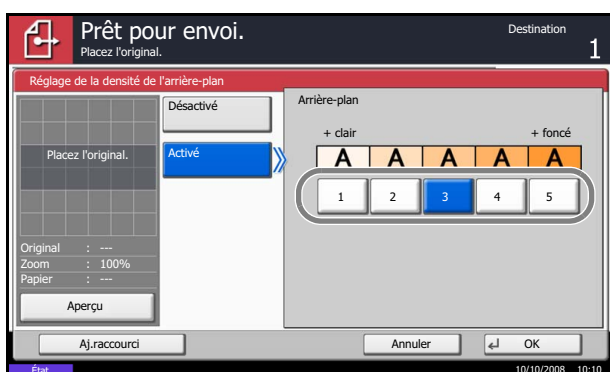 Prêt pour envoi.
Placez l'original.
Destination
1
Réglage de la densité de l'arrière-plan
Placez l'original.
Original : ---
Zoom : 100%
Papier : ---
Aperçu
Désactivé
Activé
Arrière-plan
+ clair + foncé
A A A A A
1 2 3 4 5
Aj.raccourci
Annuler
OK
État 10/10/2008 10:10